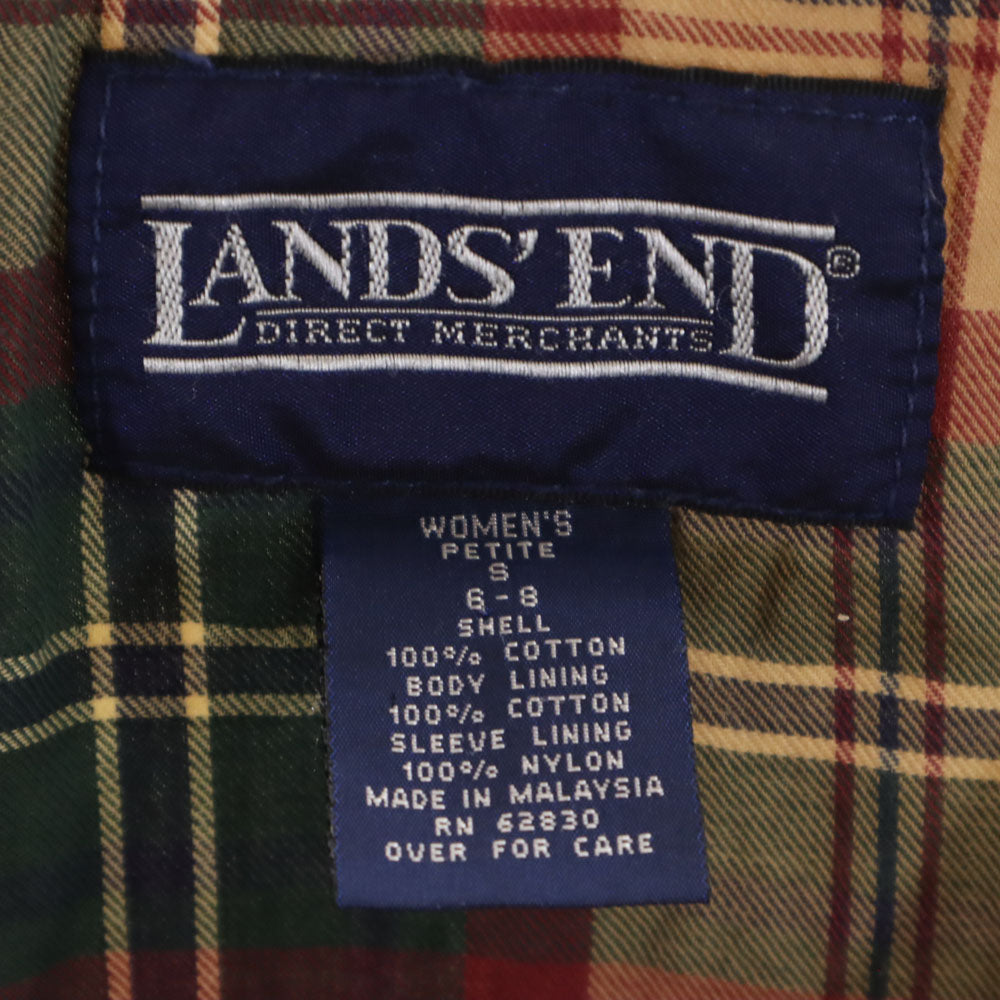 LANDS' END®
DIRECT MERCHANTS
WOMEN'S
PETITE
S
6-8
SHELL
100% COTTON
BODY LINING
100% COTTON
SLEEVE LINING
100% NYLON
MADE IN MALAYSIA
RN 62830
OVER FOR CARE